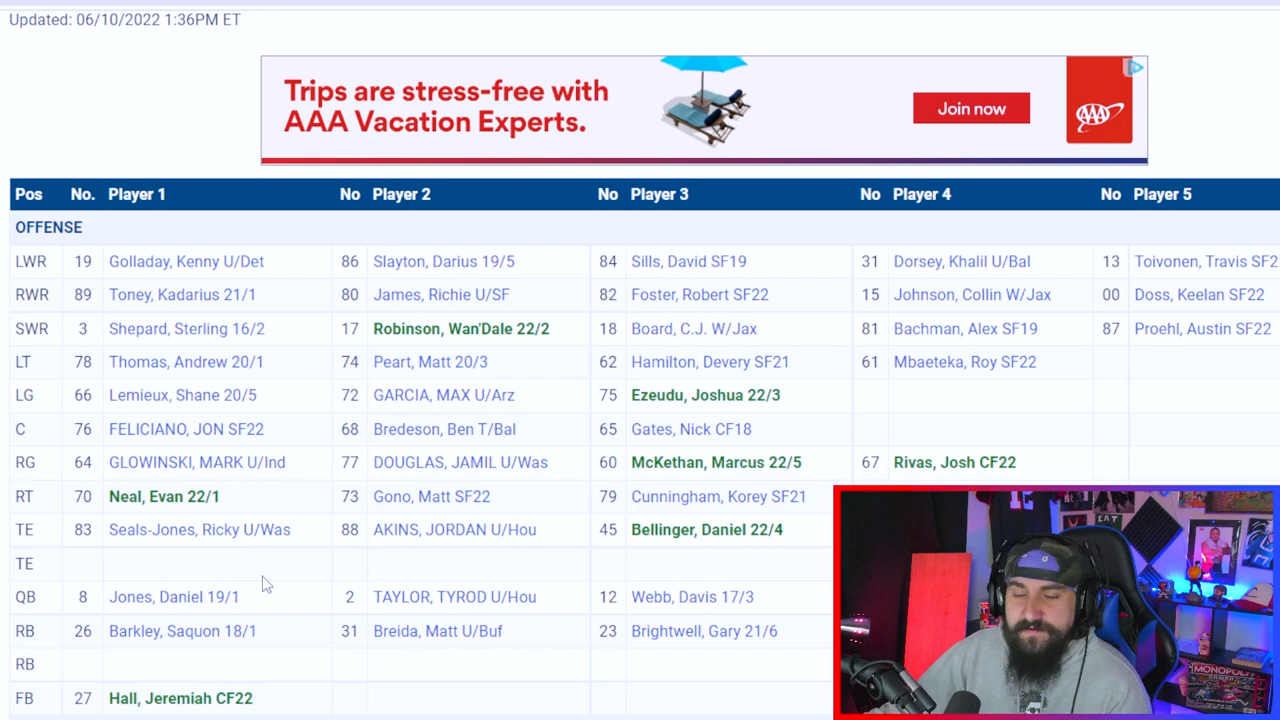 Updated: 06/10/2022 1:36PM ET
Trips are stress-free with
AAA Vacation Experts.
Join now
AAA
Pos No. Player 1 No Player 2 No Player 3 No Player 4 No Player 5
OFFENSE
LWR 19 Golladay, Kenny U/Det 86 Slayton, Darius 19/5 84 Sills, David SF19 31 Dorsey, Khalil U/Bal 13 Toivonen, Travis SF2
RWR 89 Toney, Kadarius 21/1 80 James, Richie U/SF 82 Foster, Robert SF22 15 Johnson, Collin W/Jax 00 Doss, Keelan SF22
SWR 3 Shepard, Sterling 16/2 17 Robinson, Wan'Dale 22/2 18 Board, C.J. W/Jax 81 Bachman, Alex SF19 87 Proehl, Austin SF22
LT 78 Thomas, Andrew 20/1 74 Peart, Matt 20/3 62 Hamilton, Devery SF21 61 Mbaeteka, Roy SF22
LG 66 Lemieux, Shane 20/5 72 GARCIA, MAX U/Arz 75 Ezeudu, Joshua 22/3
C 76 FELICIANO, JON SF22 68 Bredeson, Ben T/Bal 65 Gates, Nick CF18
RG 64 GLOWINSKI, MARK U/Ind 77 DOUGLAS, JAMIL U/Was 60 McKethan, Marcus 22/5 67 Rivas, Josh CF22
RT 70 Neal, Evan 22/1 73 Gono, Matt SF22 79 Cunningham, Korey SF21
TE 83 Seals-Jones, Ricky U/Was 88 AKINS, JORDAN U/Hou 45 Bellinger, Daniel 22/4
TE
QB 8 Jones, Daniel 19/1 2 TAYLOR, TYROD U/Hou 12 Webb, Davis 17/3
RB 26 Barkley, Saquon 18/1 31 Breida, Matt U/Buf 23 Brightwell, Gary 21/6
RB
FB 27 Hall, Jeremiah CF22
MONOPOLY